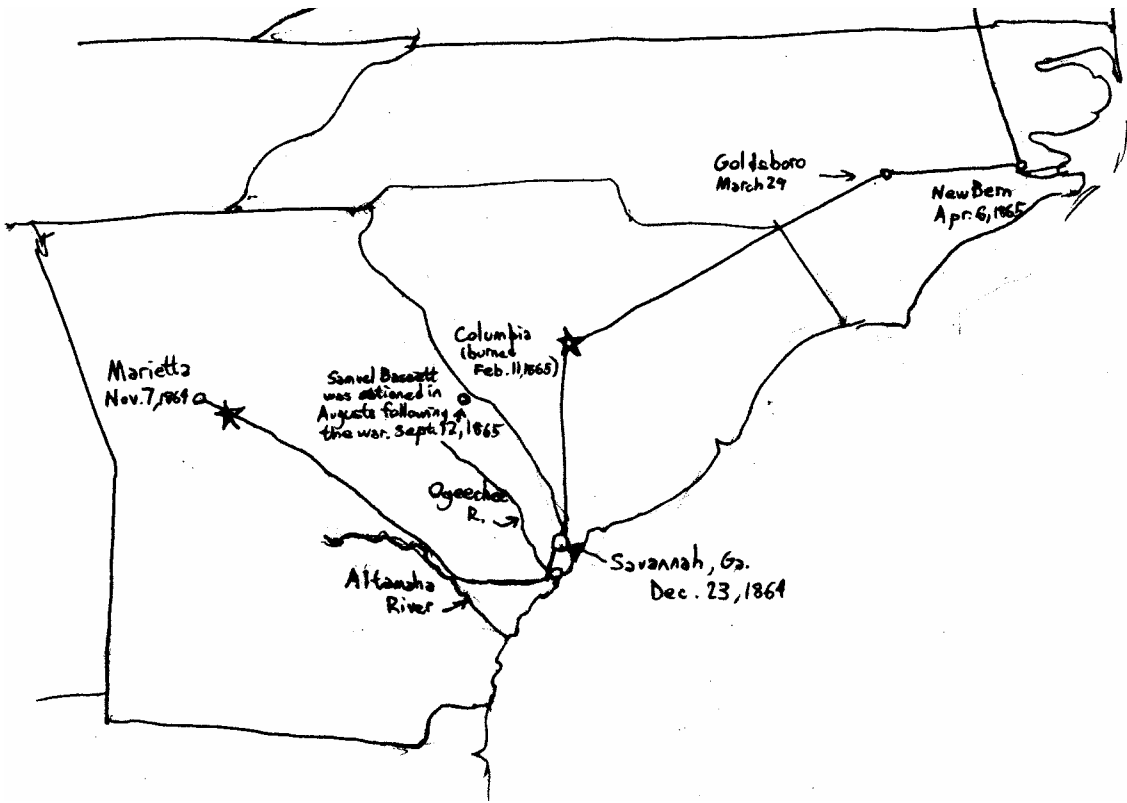 Goldsboro
March 29
New Bern
Apr. 6, 1865
Columbia
(burned
Feb. 11, 1865)
Marietta
Nov. 7, 1864
Samuel Bassett
was stioned in
Augusta following
the war. Sept. 12, 1865
Ogeechee
R.
Savannah, Ga.
Dec. 23, 1864
Altamaha
River